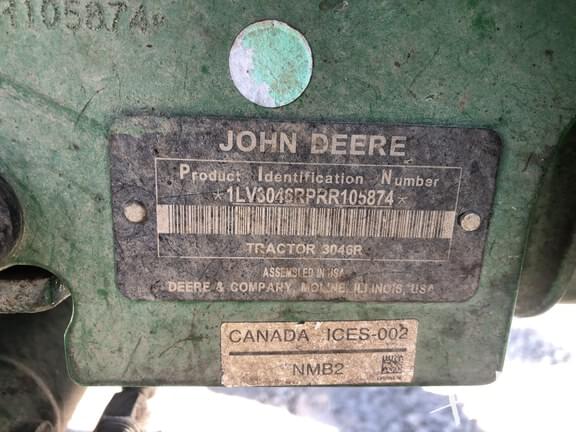 R105874*
JOHN DEERE
Product Identification Number
*1LV3046RPRR105874*
TRACTOR 3046R
ASSEMBLED IN USA
DEERE & COMPANY, MOLINE, ILLINOIS, USA
CANADA ICES-002
NMB2